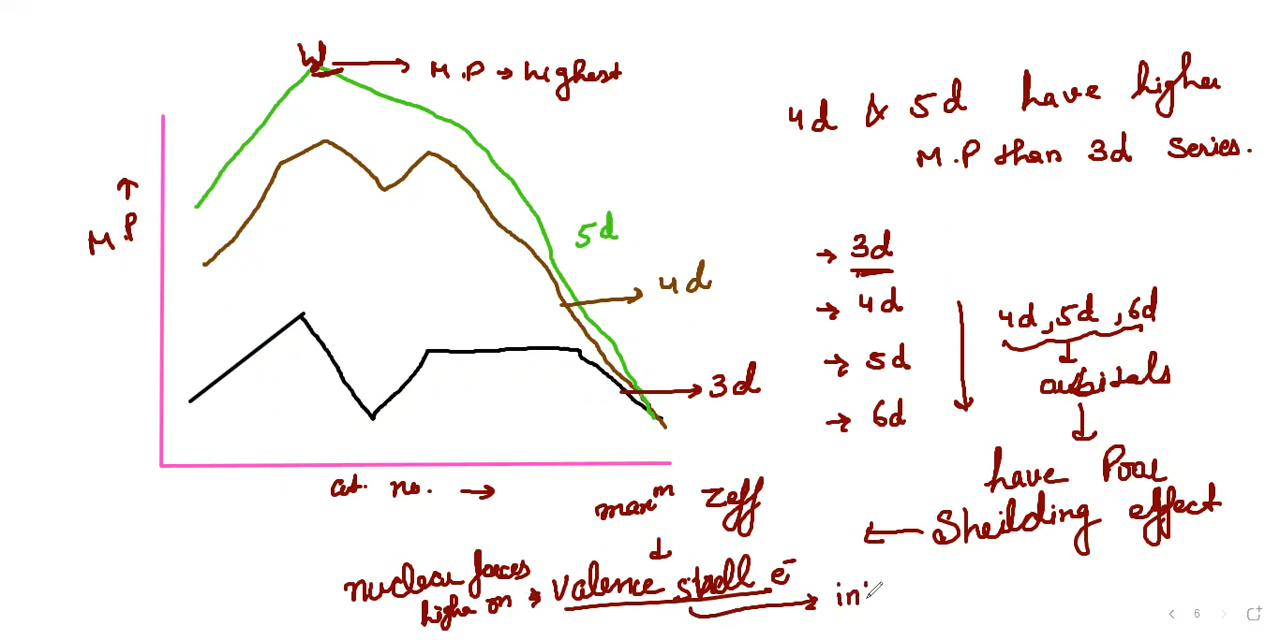 W
M.P → highest
4d & 5d have higher
M.P than 3d series.
↑
M.P
5d
4d
3d
→ 3d
→ 4d
→ 5d
→ 6d
4d, 5d, 6d
orbitals
have Poor
Sheilding effect
at. no. →
maxᵐ Zeff
nuclear forces
higher on → valence shell e⁻ → in
6